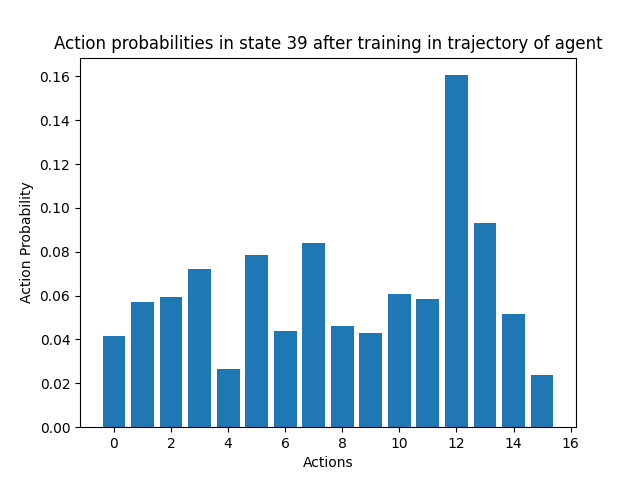 Action probabilities in state 39 after training in trajectory of agent
0.16
0.14
0.12
0.10
0.08
0.06
0.04
0.02
0.00
Action Probability
0 2 4 6 8 10 12 14 16
Actions